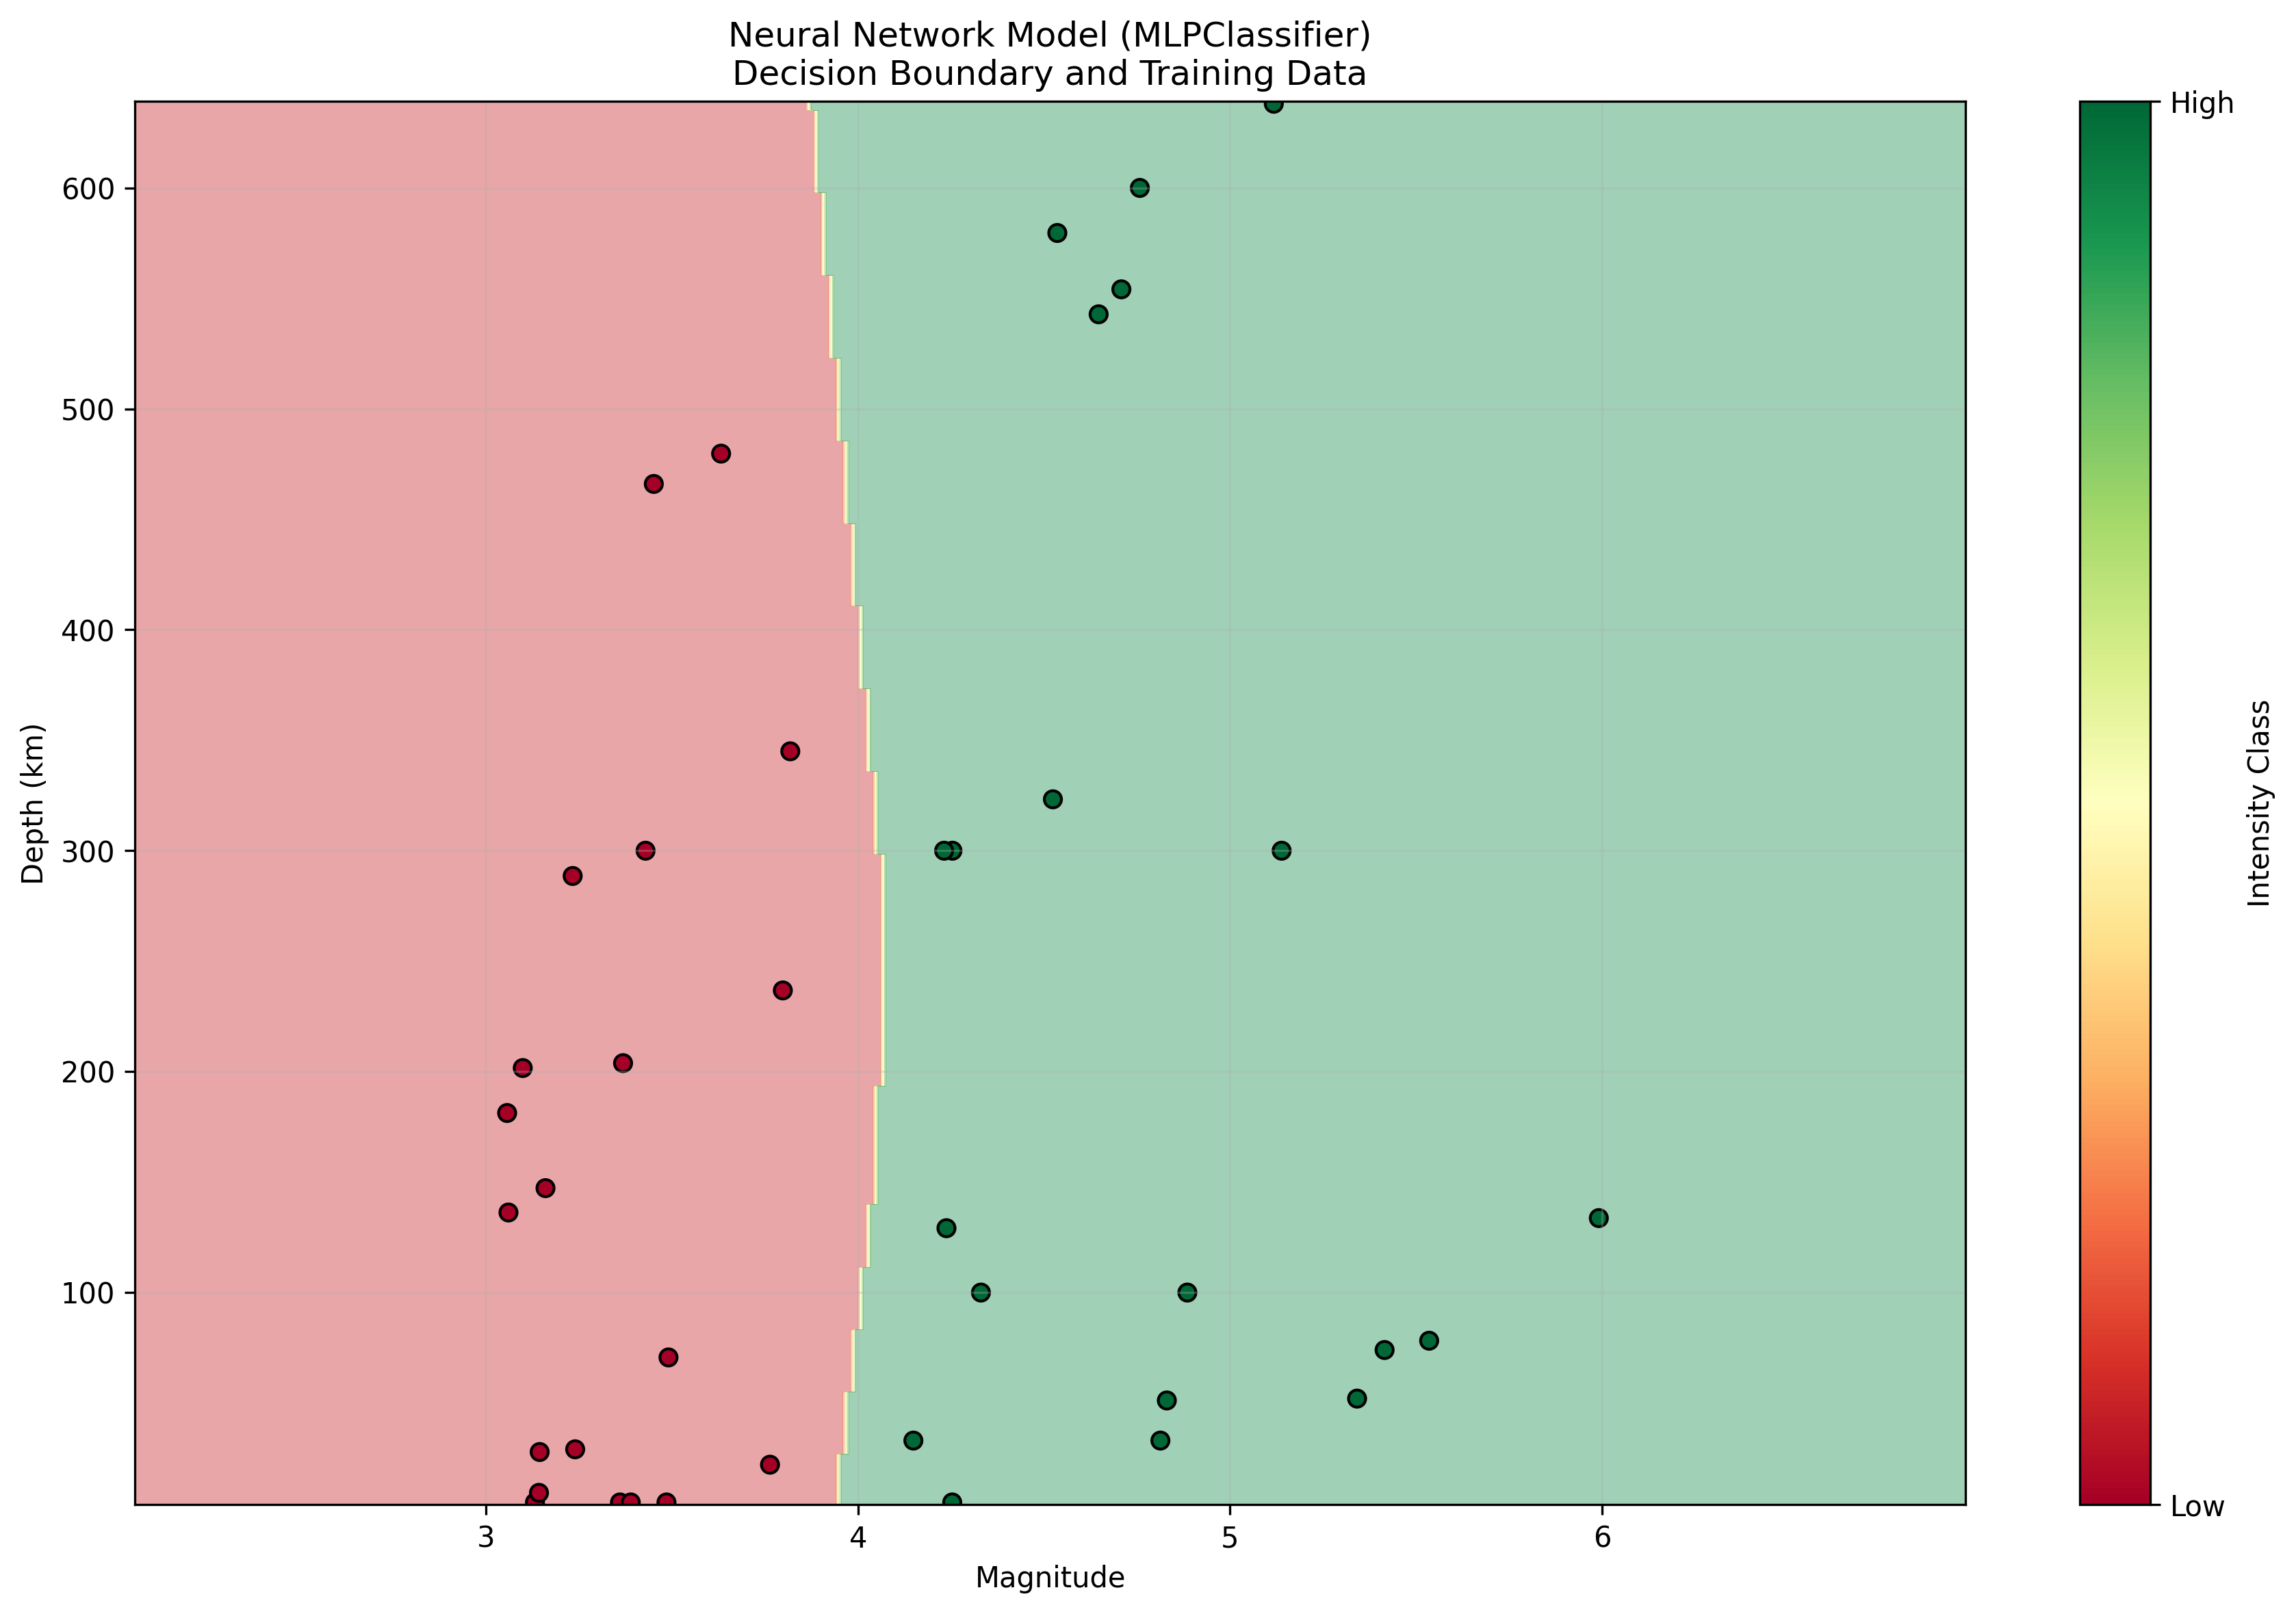 Neural Network Model (MLPClassifier)
Decision Boundary and Training Data
High
600
500
400
300
200
100
Depth (km)
Intensity Class
Low
3
4
5
6
Magnitude